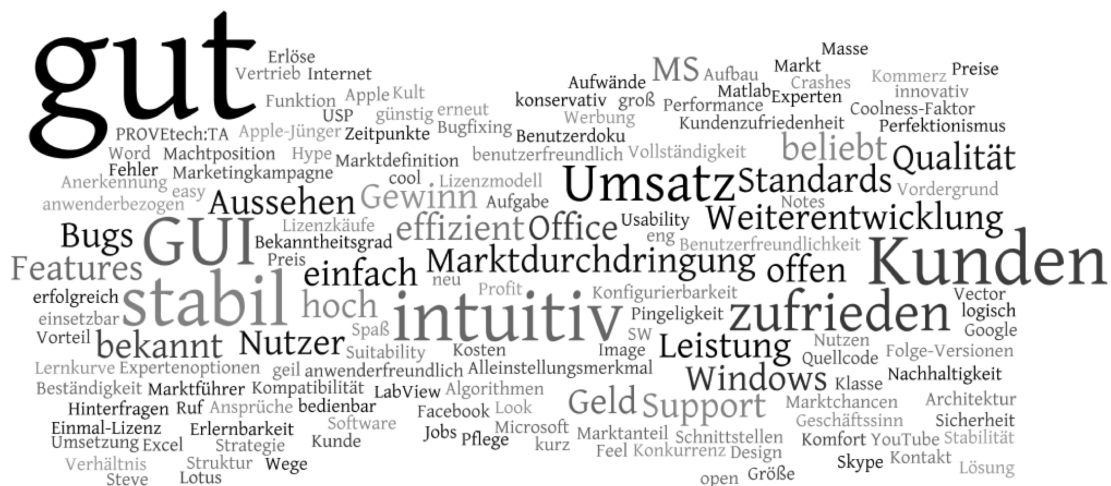 gut
Erlöse
Vertrieb Internet
Funktion Apple Kult
USP günstig erneut
PROVEtech:TA Apple-Jünger Zeitpunkte Bugfixing
Word Machtposition Hype Marktdefinition
Fehler Marketingkampagne
Anerkennung easy cool Lizenzmodell
anwenderbezogen Aussehen Gewinn Aufgabe
Masse
MS Aufbau Markt
Aufwände Matlab Crashes Kommerz Preise
konservativ groß Performance Experten innovativ
Werbung Kundenzufriedenheit Coolness-Faktor
Benutzerdoku Perfektionismus
benutzerfreundlich Vollständigkeit beliebt Qualität
Umsatz Standards Vordergrund
Notes
Bugs GUI Lizenzkäufe effizient Office Usability Weiterentwicklung
Bekanntheitsgrad eng Benutzerfreundlichkeit
Features Preis einfach Marktdurchdringung offen Kunden
neu
erfolgreich stabil hoch Profit Konfigurierbarkeit Vector
einsetzbar intuitiv Pingeligkeit zufrieden logisch
Spaß SW Google
Vorteil bekannt Nutzer Suitability Kosten Image Leistung Nutzen
Quellcode Folge-Versionen
Lernkurve Expertenoptionen geil anwenderfreundlich Alleinstellungsmerkmal
Windows Klasse Nachhaltigkeit
Beständigkeit Marktführer Kompatibilität LabView Algorithmen
Hinterfragen Ruf Ansprüche bedienbar Facebook Look Geld Support Marktchancen Architektur
Einmal-Lizenz Erlernbarkeit Software Jobs Microsoft Geschäftssinn Sicherheit
Umsetzung Excel Strategie Kunde Pflege kurz Marktanteil Schnittstellen Komfort YouTube Stabilität
Feel Konkurrenz Design
Verhältnis Struktur Wege Skype Kontakt Lösung
Steve Lotus open Größe